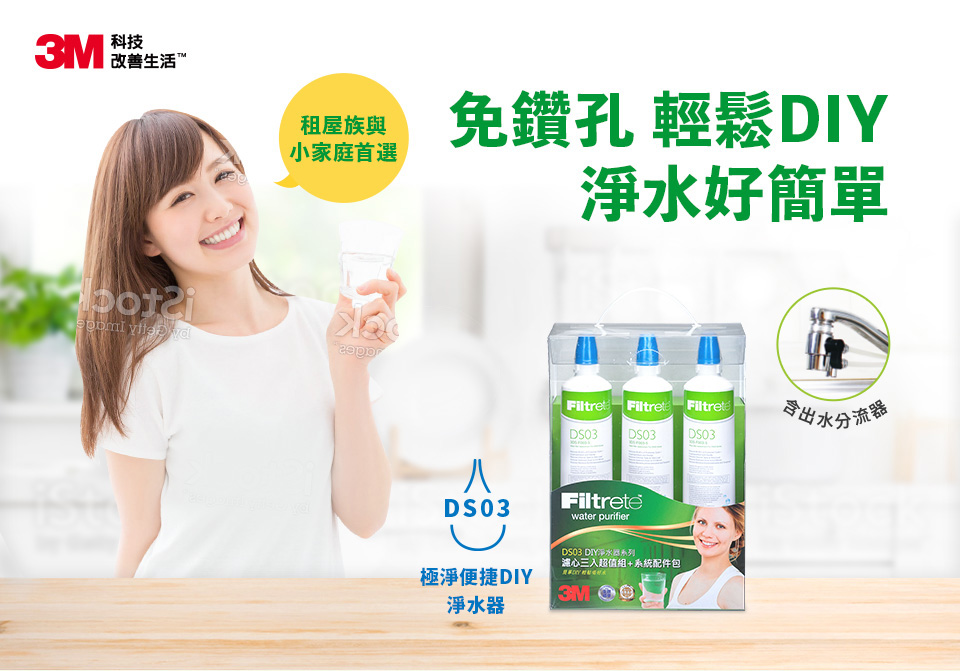 3M 科技
改善生活™
租屋族與
小家庭首選
免鑽孔 輕鬆DIY
淨水好簡單
iStock
by Getty Images
含出水分流器
Filtrete Filtrete Filtrete
DS03 DS03 DS03
DS03
極淨便捷DIY
淨水器
Filtrete
water purifier
DS03 DIY淨水器系列
濾心三入超值組+系統配件包
3M